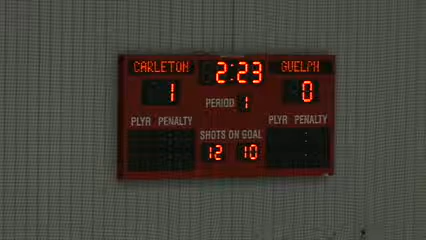 CARLETON 2:23 GUELPH
1 0
PERIOD 1
PLYR PENALTY PLYR PENALTY
SHOTS ON GOAL
12 10